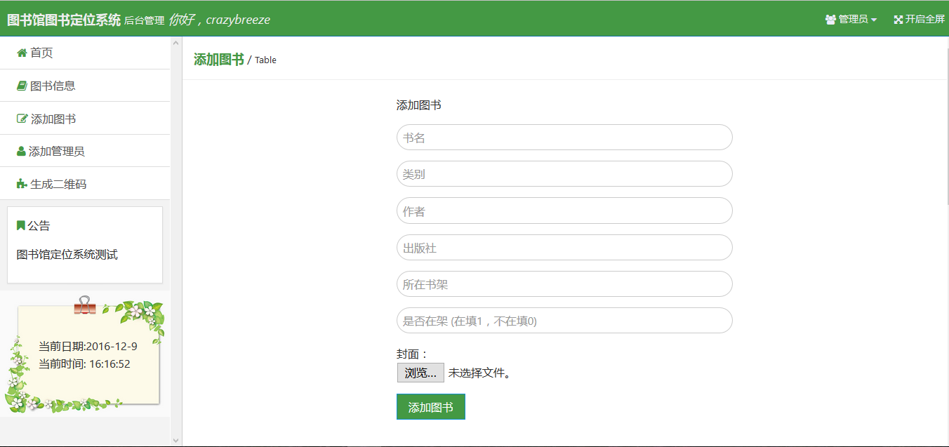 图书馆图书定位系统 后台管理 你好，crazybreeze
管理员 开启全屏
首页
图书信息
添加图书
添加管理员
生成二维码
公告
图书馆定位系统测试
当前日期:2016-12-9
当前时间: 16:16:52
添加图书 / Table
添加图书
书名
类别
作者
出版社
所在书架
是否在架 (在填1，不在填0)
封面：
浏览... 未选择文件。
添加图书